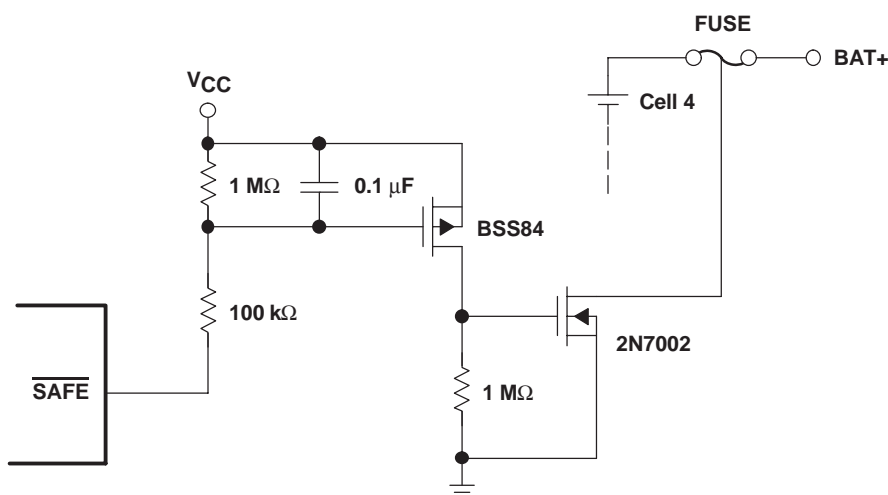 FUSE
BAT+
VCC
Cell 4
1 MΩ
0.1 μF
BSS84
100 kΩ
2N7002
SAFE
1 MΩ